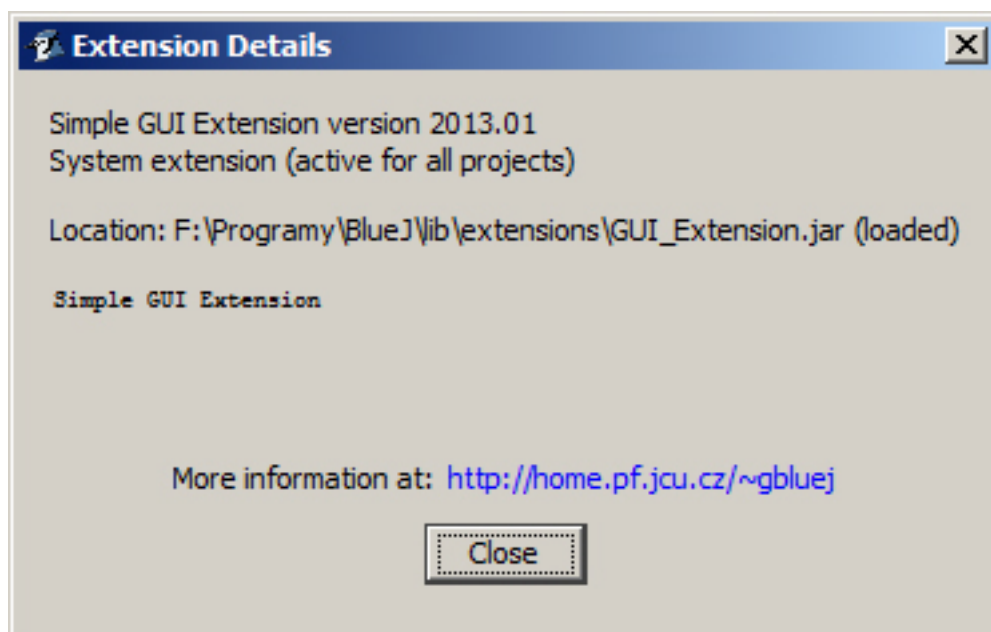 Extension Details
Simple GUI Extension version 2013.01
System extension (active for all projects)
Location: F:\Programy\BlueJ\lib\extensions\GUI_Extension.jar (loaded)
Simple GUI Extension
More information at: http://home.pf.jcu.cz/~gbluej
Close